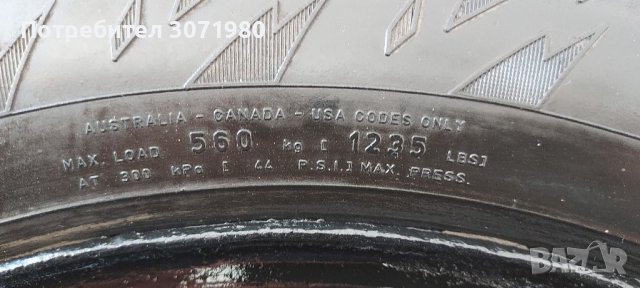 Потребител 3071980
AUSTRALIA - CANADA - USA CODES ONLY
MAX. LOAD 560 kg [ 1235 LBS]
AT 300 kPa [ 44 P.S.I.] MAX. PRESS.
BAZAR